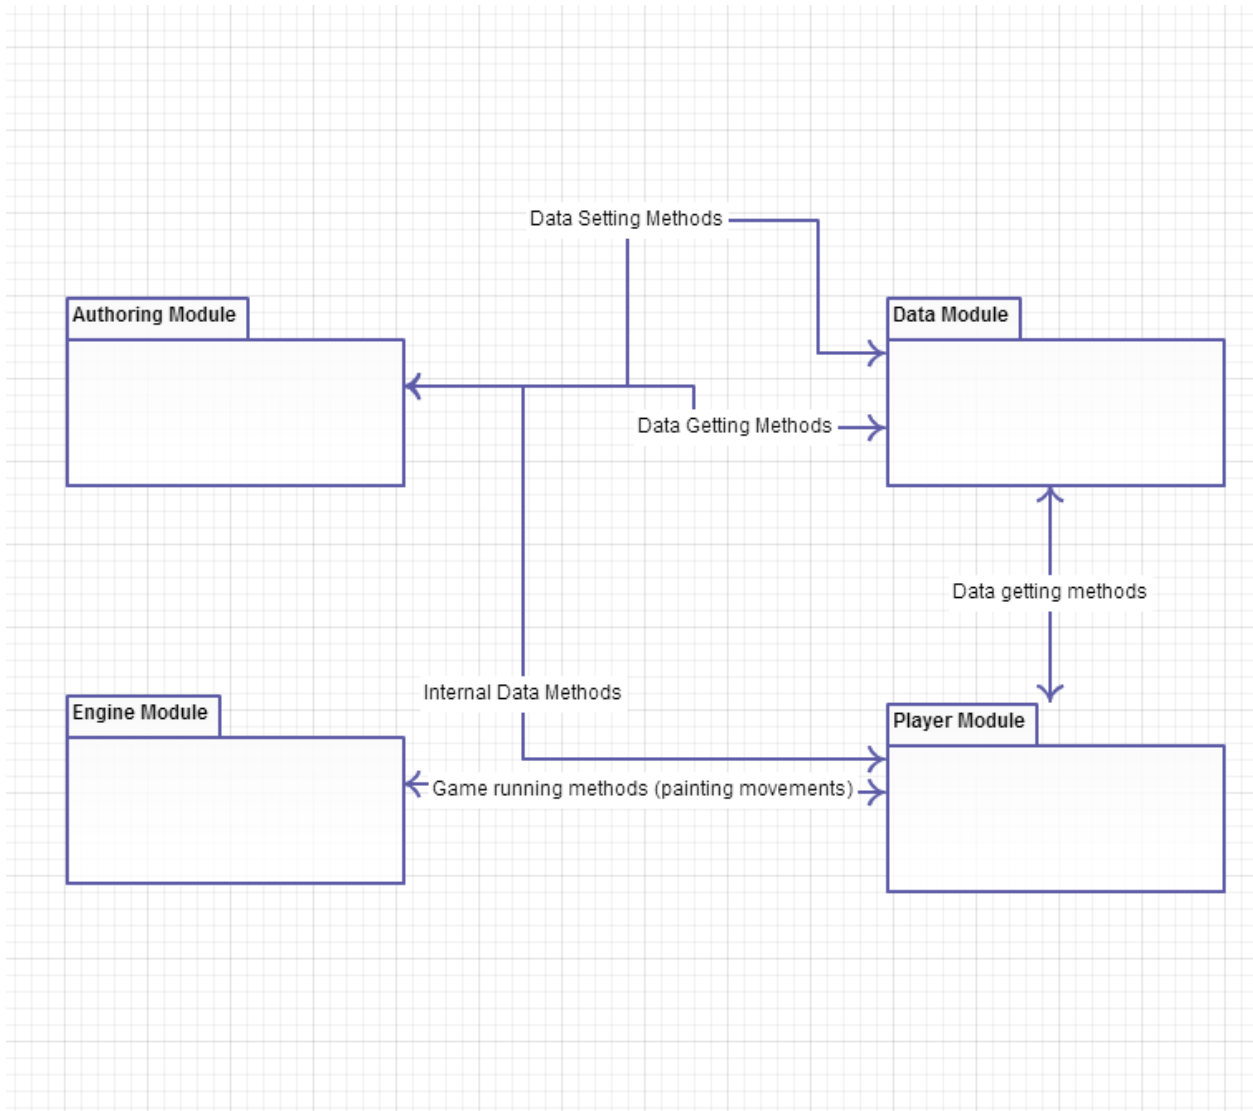 Data Setting Methods
Authoring Module
Data Module
Data Getting Methods
Data getting methods
Internal Data Methods
Engine Module
Player Module
Game running methods (painting movements)